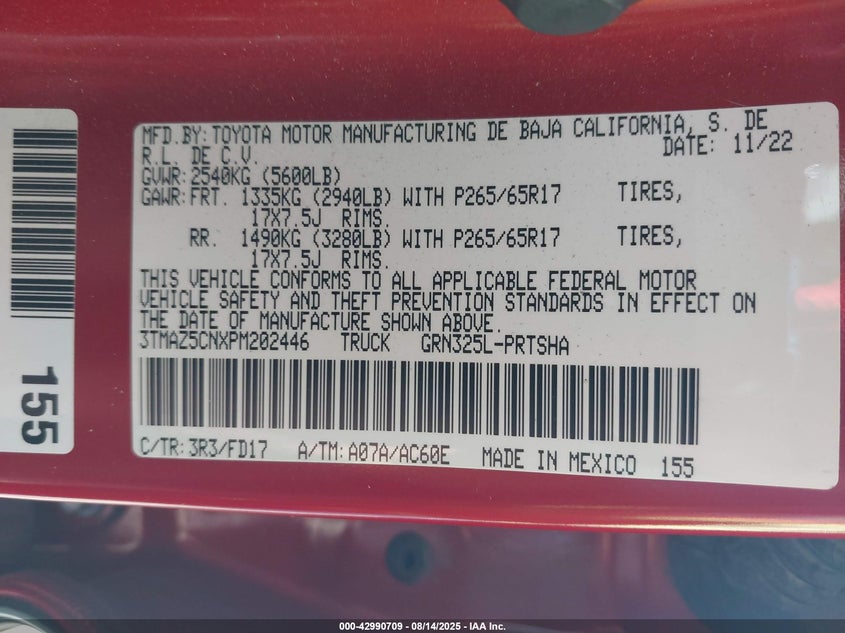 MFD.BY: TOYOTA MOTOR MANUFACTURING DE BAJA CALIFORNIA, S. DE
R.L. DE C.V. DATE: 11/22
GVWR: 2540KG (5600LB)
GAWR: FRT. 1335KG (2940LB) WITH P265/65R17 TIRES,
17X7.5J RIMS.
RR. 1490KG (3280LB) WITH P265/65R17 TIRES,
17X7.5J RIMS.
THIS VEHICLE CONFORMS TO ALL APPLICABLE FEDERAL MOTOR
VEHICLE SAFETY AND THEFT PREVENTION STANDARDS IN EFFECT ON
THE DATE OF MANUFACTURE SHOWN ABOVE.
3TMAZ5CNXPM202446 TRUCK GRN325L-PRTSHA
C/TR: 3R3/FD17 A/TM: A07A/AC60E MADE IN MEXICO 155
155
000-42990709 - 08/14/2025 - IAA Inc.